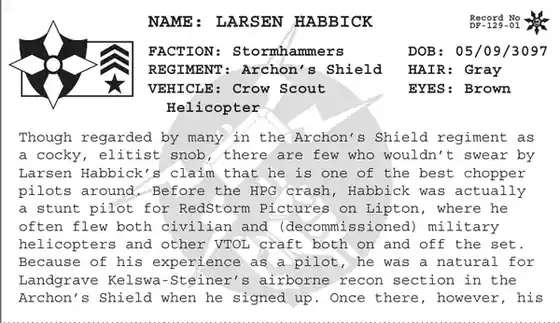 NAME: LARSEN HABBICK
Record No
DF-129-01
FACTION: Stormhammers DOB: 05/09/3097
REGIMENT: Archon's Shield HAIR: Gray
VEHICLE: Crow Scout EYES: Brown
Helicopter
Though regarded by many in the Archon's Shield regiment as
a cocky, elitist snob, there are few who wouldn't swear by
Larsen Habbick's claim that he is one of the best chopper
pilots around. Before the HPG crash, Habbick was actually
a stunt pilot for RedStorm Pictures on Lipton, where he
often flew both civilian and (decommissioned) military
helicopters and other VTOL craft both on and off the set.
Because of his experience as a pilot, he was a natural for
Landgrave Kelswa-Steiner's airborne recon section in the
Archon's Shield when he signed up. Once there, however, his